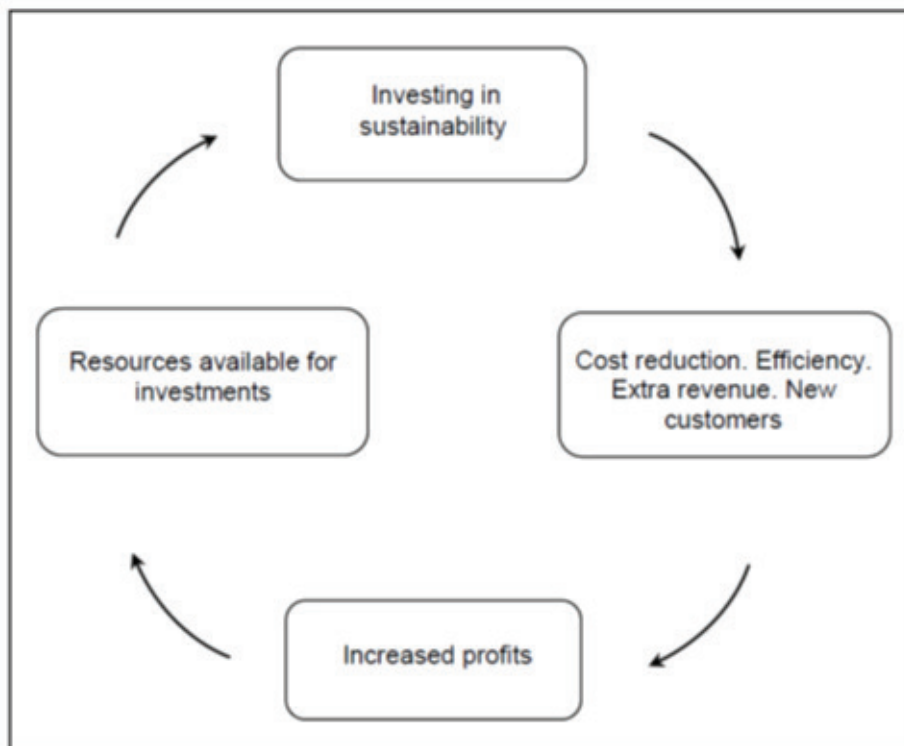 Investing in
sustainability
Cost reduction. Efficiency.
Extra revenue. New
customers
Increased profits
Resources available for
investments